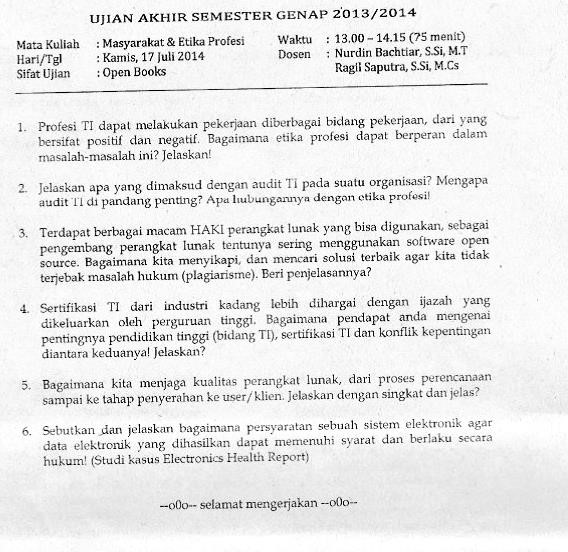 UJIAN AKHIR SEMESTER GENAP 2013/2014
Mata Kuliah : Masyarakat & Etika Profesi Waktu : 13.00 – 14.15 (75 menit)
Hari/Tgl : Kamis, 17 Juli 2014 Dosen : Nurdin Bachtiar, S.Si, M.T
Sifat Ujian : Open Books Ragil Saputra, S.Si, M.Cs
1. Profesi TI dapat melakukan pekerjaan diberbagai bidang pekerjaan, dari yang
bersifat positif dan negatif. Bagaimana etika profesi dapat berperan dalam
masalah-masalah ini? Jelaskan!
2. Jelaskan apa yang dimaksud dengan audit TI pada suatu organisasi? Mengapa
audit TI di pandang penting? Apa hubungannya dengan etika profesi!
3. Terdapat berbagai macam HAKI perangkat lunak yang bisa digunakan, sebagai
pengembang perangkat lunak tentunya sering menggunakan software open
source. Bagaimana kita menyikapi, dan mencari solusi terbaik agar kita tidak
terjebak masalah hukum (plagiarisme). Beri penjelasannya?
4. Sertifikasi TI dari industri kadang lebih dihargai dengan ijazah yang
dikeluarkan oleh perguruan tinggi. Bagaimana pendapat anda mengenai
pentingnya pendidikan tinggi (bidang TI), sertifikasi TI dan konflik kepentingan
diantara keduanya! Jelaskan?
5. Bagaimana kita menjaga kualitas perangkat lunak, dari proses perencanaan
sampai ke tahap penyerahan ke user/klien. Jelaskan dengan singkat dan jelas?
6. Sebutkan dan jelaskan bagaimana persyaratan sebuah sistem elektronik agar
data elektronik yang dihasilkan dapat memenuhi syarat dan berlaku secara
hukum! (Studi kasus Electronics Health Report)
--o0o-- selamat mengerjakan --o0o--